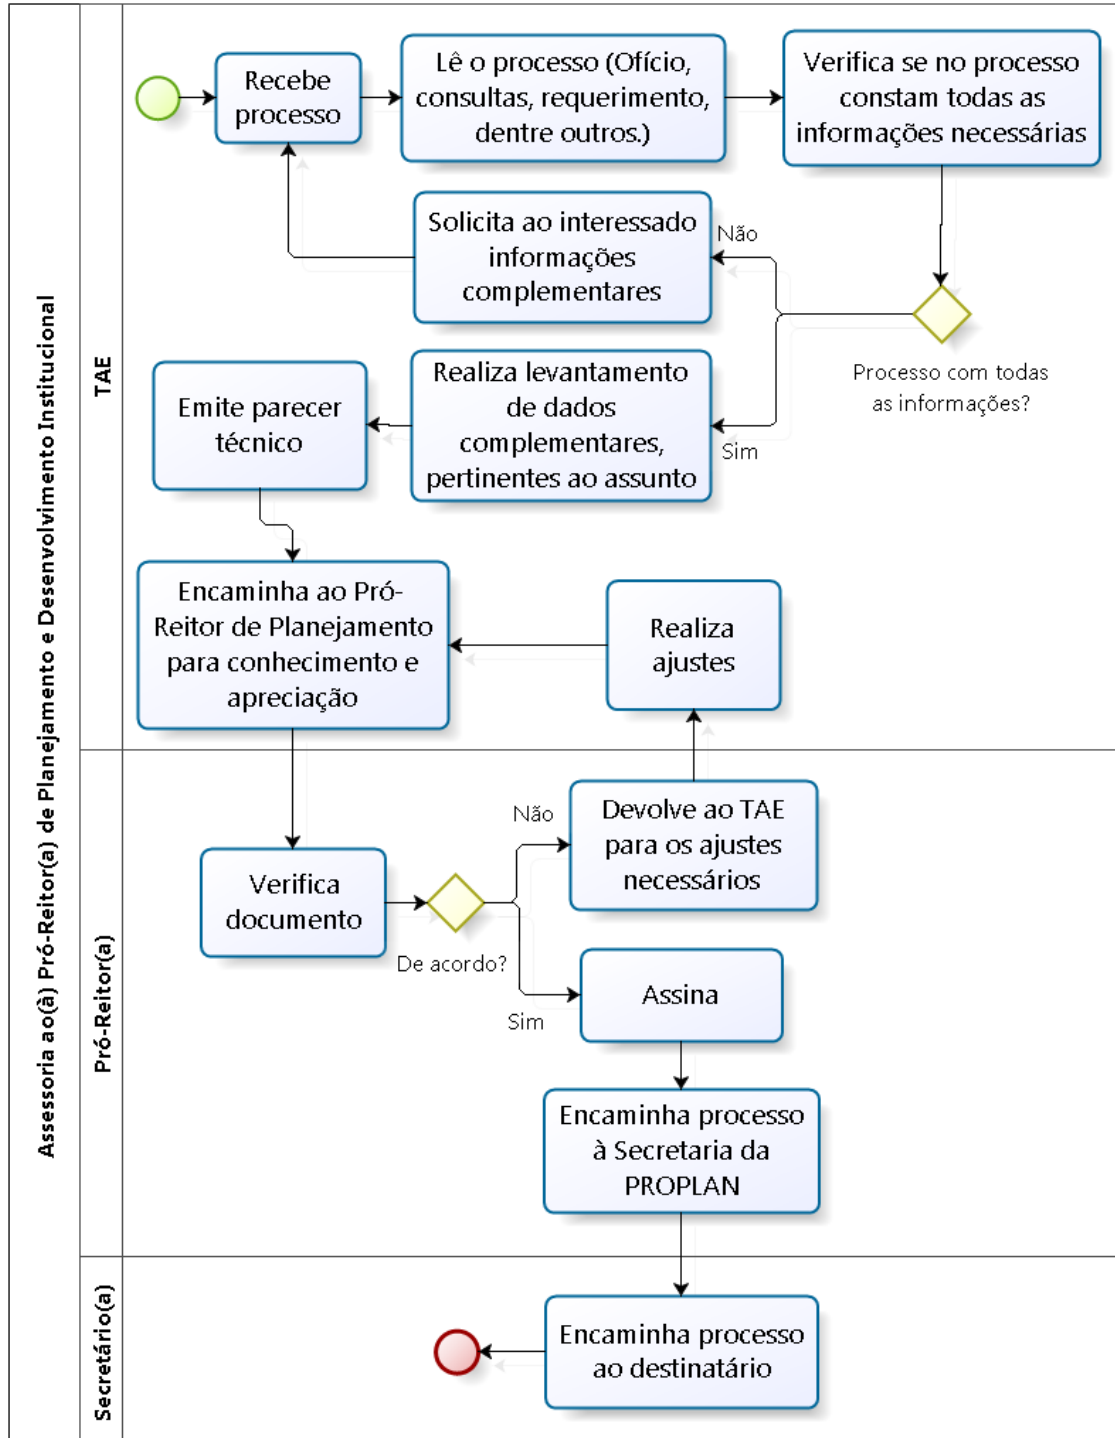 Assessoria ao(à) Pró-Reitor(a) de Planejamento e Desenvolvimento Institucional
TAE
Recebe
processo
Lê o processo (Ofício,
consultas, requerimento,
dentre outros.)
Verifica se no processo
constam todas as
informações necessárias
Solicita ao interessado
informações
complementares
Não
Processo com todas
as informações?
Sim
Realiza levantamento
de dados
complementares,
pertinentes ao assunto
Emite parecer
técnico
Encaminha ao Pró-
Reitor de Planejamento
para conhecimento e
apreciação
Realiza
ajustes
Pró-Reitor(a)
Verifica
documento
De acordo?
Não
Devolve ao TAE
para os ajustes
necessários
Sim
Assina
Encaminha processo
à Secretaria da
PROPLAN
Secretário(a)
Encaminha processo
ao destinatário